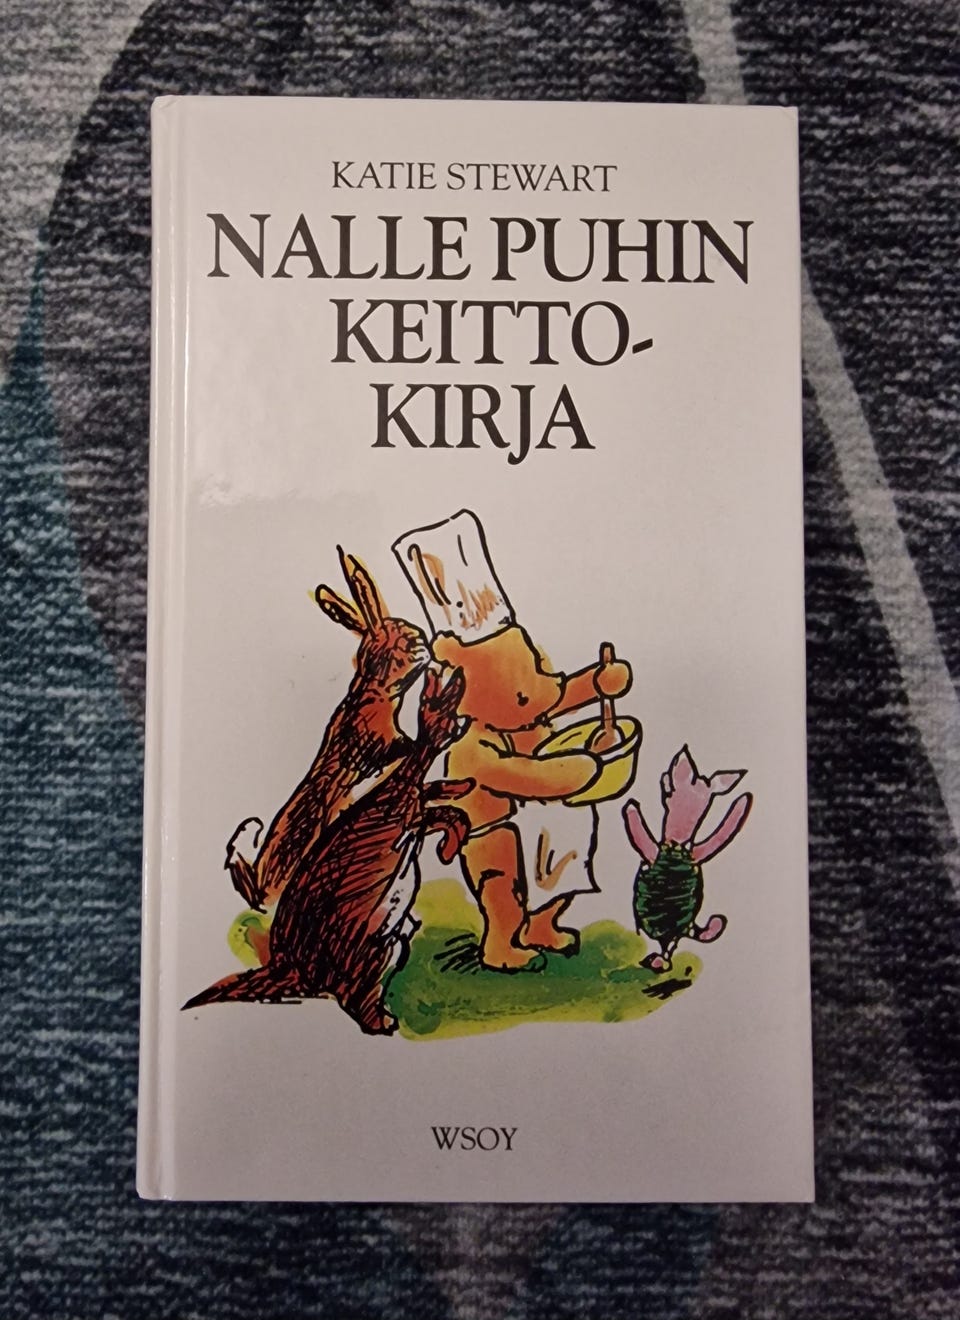 KATIE STEWART
NALLE PUHIN
KEITTO-
KIRJA
WSOY